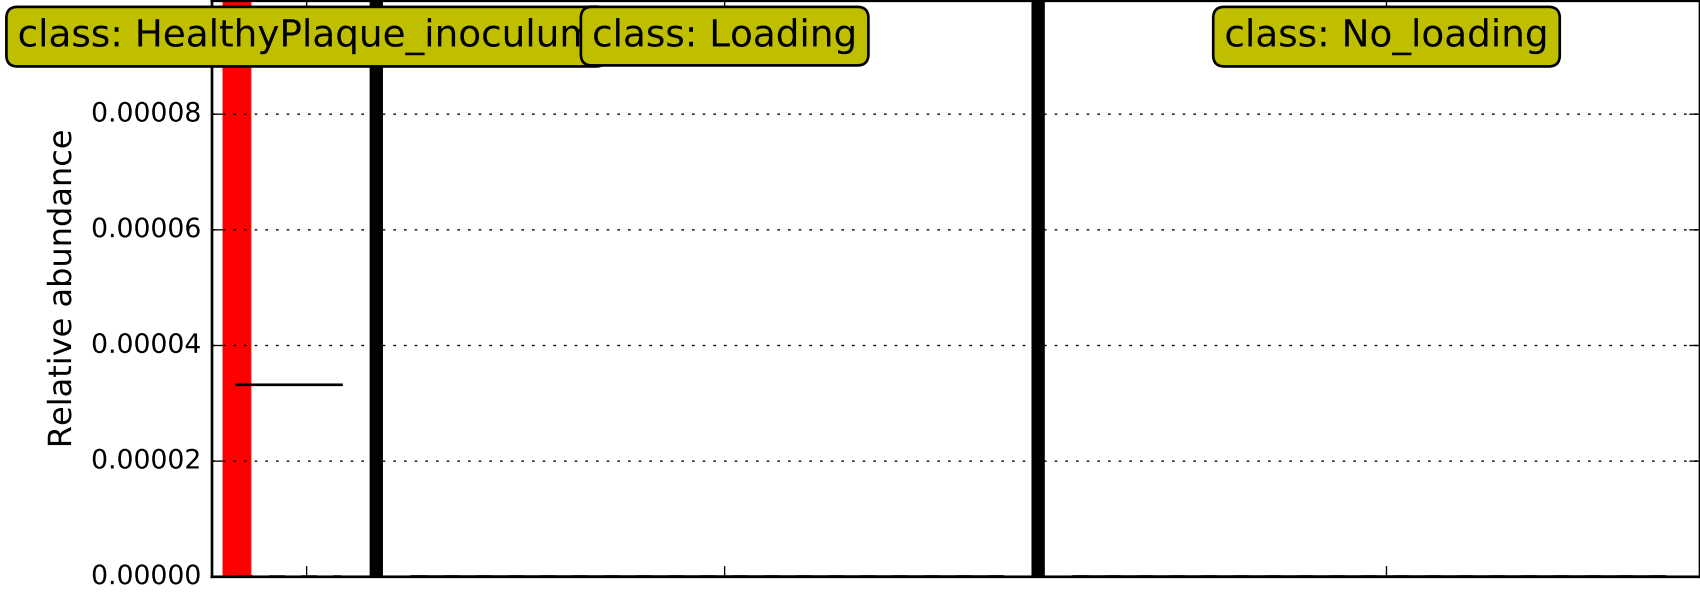 class: HealthyPlaque_inoculum
class: Loading
class: No_loading
0.00008
0.00006
0.00004
0.00002
0.00000
Relative abundance